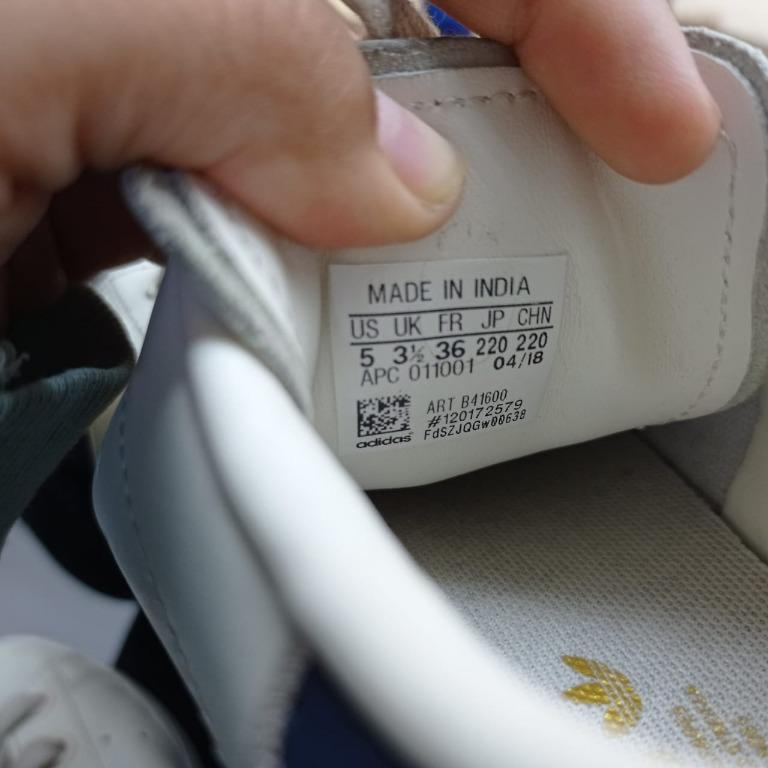 MADE IN INDIA
US UK FR JP CHN
5 3½ 36 220 220
APC 011001 04/18
ART B41600
#120172579
FdSZJQGw00638
adidas